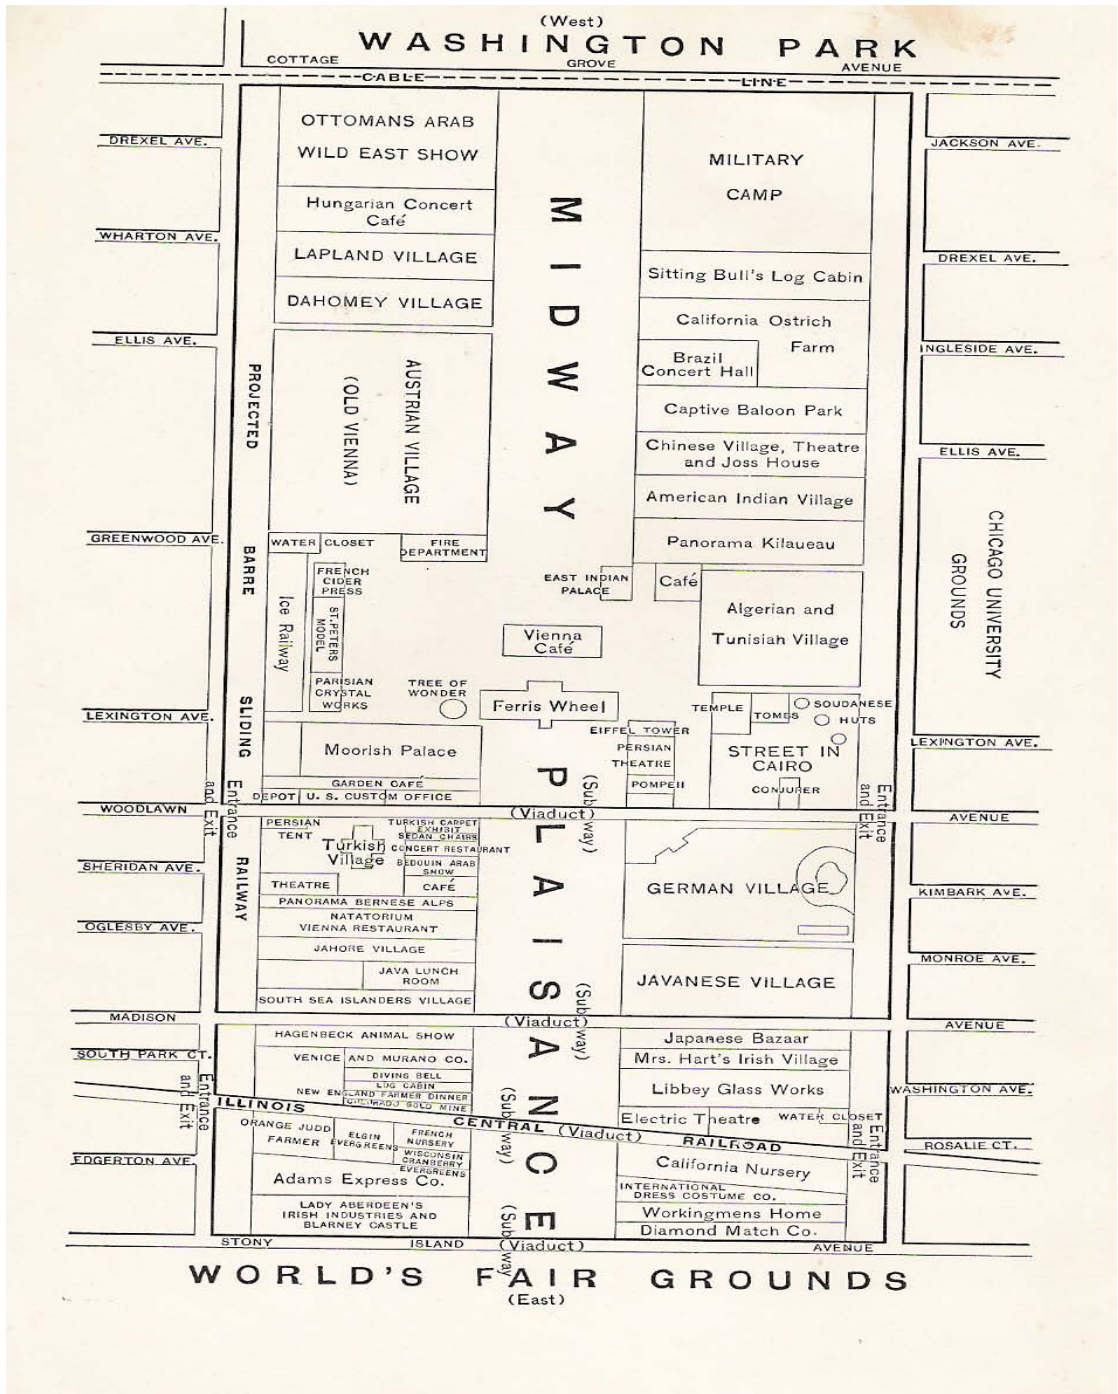 (West)
WASHINGTON PARK
COTTAGE GROVE AVENUE
CABLE LINE
DREXEL AVE.
WHARTON AVE.
ELLIS AVE.
GREENWOOD AVE.
LEXINGTON AVE.
WOODLAWN
SHERIDAN AVE.
OGLESBY AVE.
MADISON
SOUTH PARK CT.
EDGERTON AVE.
PROJECTED BARRE SLIDING RAILWAY
Entrance
and Exit
Entrance
and Exit
OTTOMANS ARAB
WILD EAST SHOW
Hungarian Concert
Café
LAPLAND VILLAGE
DAHOMEY VILLAGE
AUSTRIAN VILLAGE
(OLD VIENNA)
WATER CLOSET
FIRE
DEPARTMENT
FRENCH
CIDER
PRESS
Ice Railway
ST. PETERS
MODEL
PARISIAN
CRYSTAL
WORKS
TREE OF
WONDER
Moorish Palace
GARDEN CAFÉ
DEPOT
U. S. CUSTOM OFFICE
PERSIAN
TENT
TURKISH CARPET
EXHIBIT
SEDAN CHAIRS
Turkish
Village
CONCERT RESTAURANT
BEDOUIN ARAB
SHOW
THEATRE
CAFÉ
PANORAMA BERNESE ALPS
NATATORIUM
VIENNA RESTAURANT
JAHORE VILLAGE
JAVA LUNCH
ROOM
SOUTH SEA ISLANDERS VILLAGE
HAGENBECK ANIMAL SHOW
VENICE AND MURANO CO.
DIVING BELL
LOG CABIN
NEW ENGLAND FARMER DINNER
COLORADO GOLD MINE
ILLINOIS CENTRAL (Viaduct) RAILROAD
ORANGE JUDD
FARMER
ELGIN
EVERGREENS
FRENCH
NURSERY
WISCONSIN
CRANBERRY
EVERGREENS
Adams Express Co.
LADY ABERDEEN'S
IRISH INDUSTRIES AND
BLARNEY CASTLE
MIDWAY PLAISANCE
EAST INDIAN
PALACE
Vienna
Café
Ferris Wheel
(Viaduct)
(Sub way)
(Viaduct)
(Sub way)
(Sub way)
(Viaduct)
(Sub way)
MILITARY
CAMP
Sitting Bull's Log Cabin
California Ostrich
Farm
Brazil
Concert Hall
Captive Baloon Park
Chinese Village, Theatre
and Joss House
American Indian Village
Panorama Kilaueau
Café
Algerian and
Tunisiah Village
TEMPLE
TOMBS
SOUDANESE
HUTS
EIFFEL TOWER
PERSIAN
THEATRE
POMPEII
STREET IN
CAIRO
CONJURER
GERMAN VILLAGE
JAVANESE VILLAGE
Japanese Bazaar
Mrs. Hart's Irish Village
Libbey Glass Works
Electric Theatre
WATER CLOSET
California Nursery
INTERNATIONAL
DRESS COSTUME CO.
Workingmens Home
Diamond Match Co.
Entrance
and Exit
Entrance
and Exit
JACKSON AVE.
DREXEL AVE.
INGLESIDE AVE.
ELLIS AVE.
CHICAGO UNIVERSITY
GROUNDS
LEXINGTON AVE.
AVENUE
KIMBARK AVE.
MONROE AVE.
AVENUE
WASHINGTON AVE.
ROSALIE CT.
STONY ISLAND AVENUE
WORLD'S FAIR GROUNDS
(East)